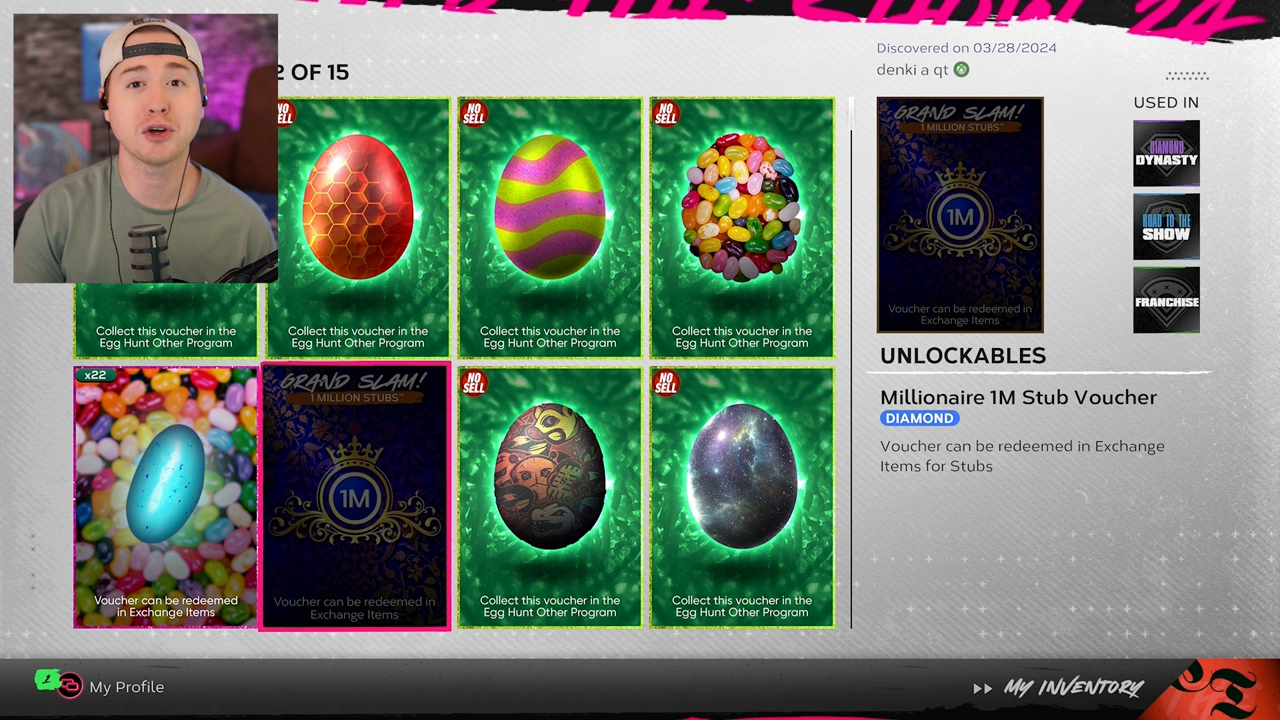 THE SHOW 24
2 OF 15
Discovered on 03/28/2024
denki a qt
NO
SELL
NO
SELL
NO
SELL
Collect this voucher in the
Egg Hunt Other Program
Collect this voucher in the
Egg Hunt Other Program
Collect this voucher in the
Egg Hunt Other Program
Collect this voucher in the
Egg Hunt Other Program
x22
Voucher can be redeemed
in Exchange Items
GRAND SLAM!
1 MILLION STUBS™
1M
Voucher can be redeemed in
Exchange Items
NO
SELL
Collect this voucher in the
Egg Hunt Other Program
NO
SELL
Collect this voucher in the
Egg Hunt Other Program
GRAND SLAM!
1 MILLION STUBS™
1M
Voucher can be redeemed in
Exchange Items
USED IN
DIAMOND
DYNASTY
ROAD TO THE
SHOW
FRANCHISE
UNLOCKABLES
Millionaire 1M Stub Voucher
DIAMOND
Voucher can be redeemed in Exchange
Items for Stubs
My Profile
MY INVENTORY